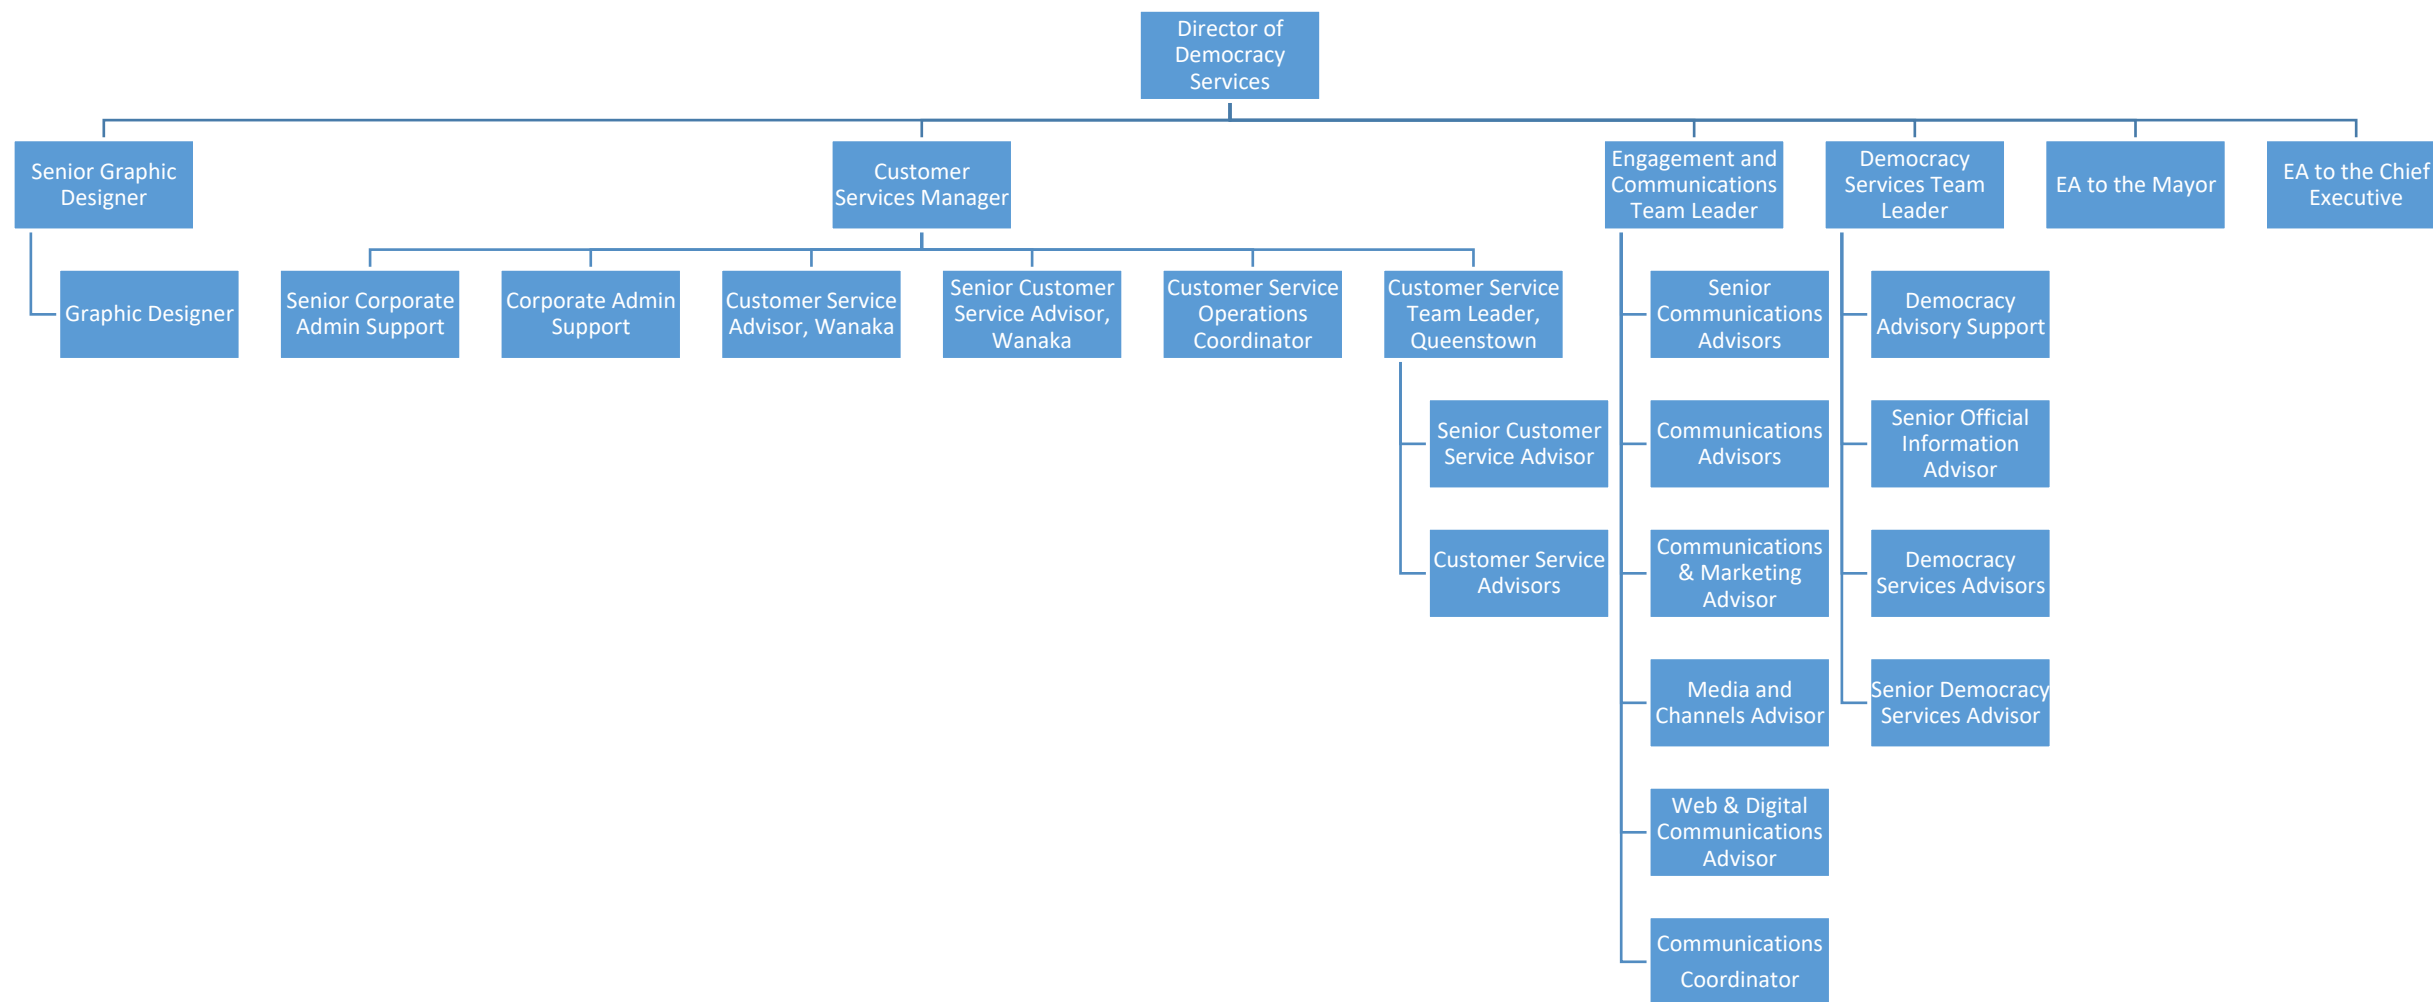 Director of
Democracy
Services
Senior Graphic
Designer
Customer
Services Manager
Engagement and
Communications
Team Leader
Democracy
Services Team
Leader
EA to the Mayor
EA to the Chief
Executive
Graphic Designer
Senior Corporate
Admin Support
Corporate Admin
Support
Customer Service
Advisor, Wanaka
Senior Customer
Service Advisor,
Wanaka
Customer Service
Operations
Coordinator
Customer Service
Team Leader,
Queenstown
Senior
Communications
Advisors
Democracy
Advisory Support
Senior Customer
Service Advisor
Communications
Advisors
Senior Official
Information
Advisor
Customer Service
Advisors
Communications
& Marketing
Advisor
Democracy
Services Advisors
Media and
Channels Advisor
Senior Democracy
Services Advisor
Web & Digital
Communications
Advisor
Communications
Coordinator